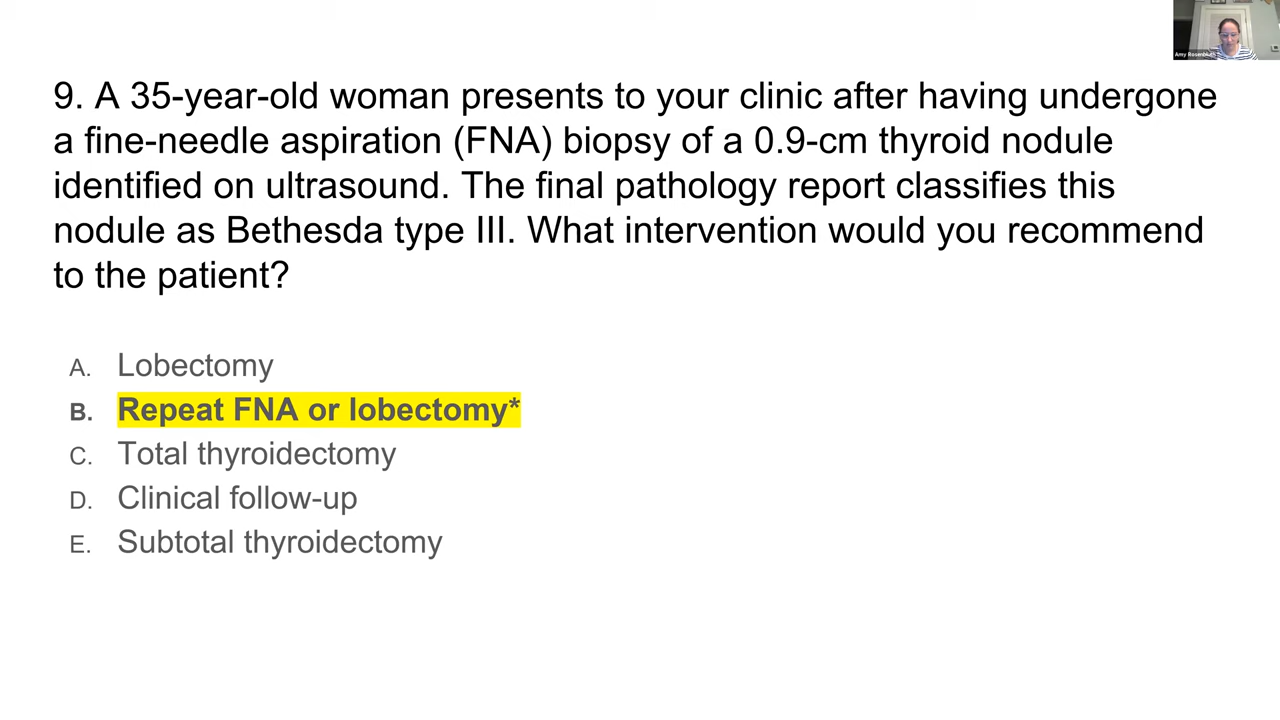 Amy Rosenbluth
9. A 35-year-old woman presents to your clinic after having undergone
a fine-needle aspiration (FNA) biopsy of a 0.9-cm thyroid nodule
identified on ultrasound. The final pathology report classifies this
nodule as Bethesda type III. What intervention would you recommend
to the patient?
A. Lobectomy
B. Repeat FNA or lobectomy*
C. Total thyroidectomy
D. Clinical follow-up
E. Subtotal thyroidectomy